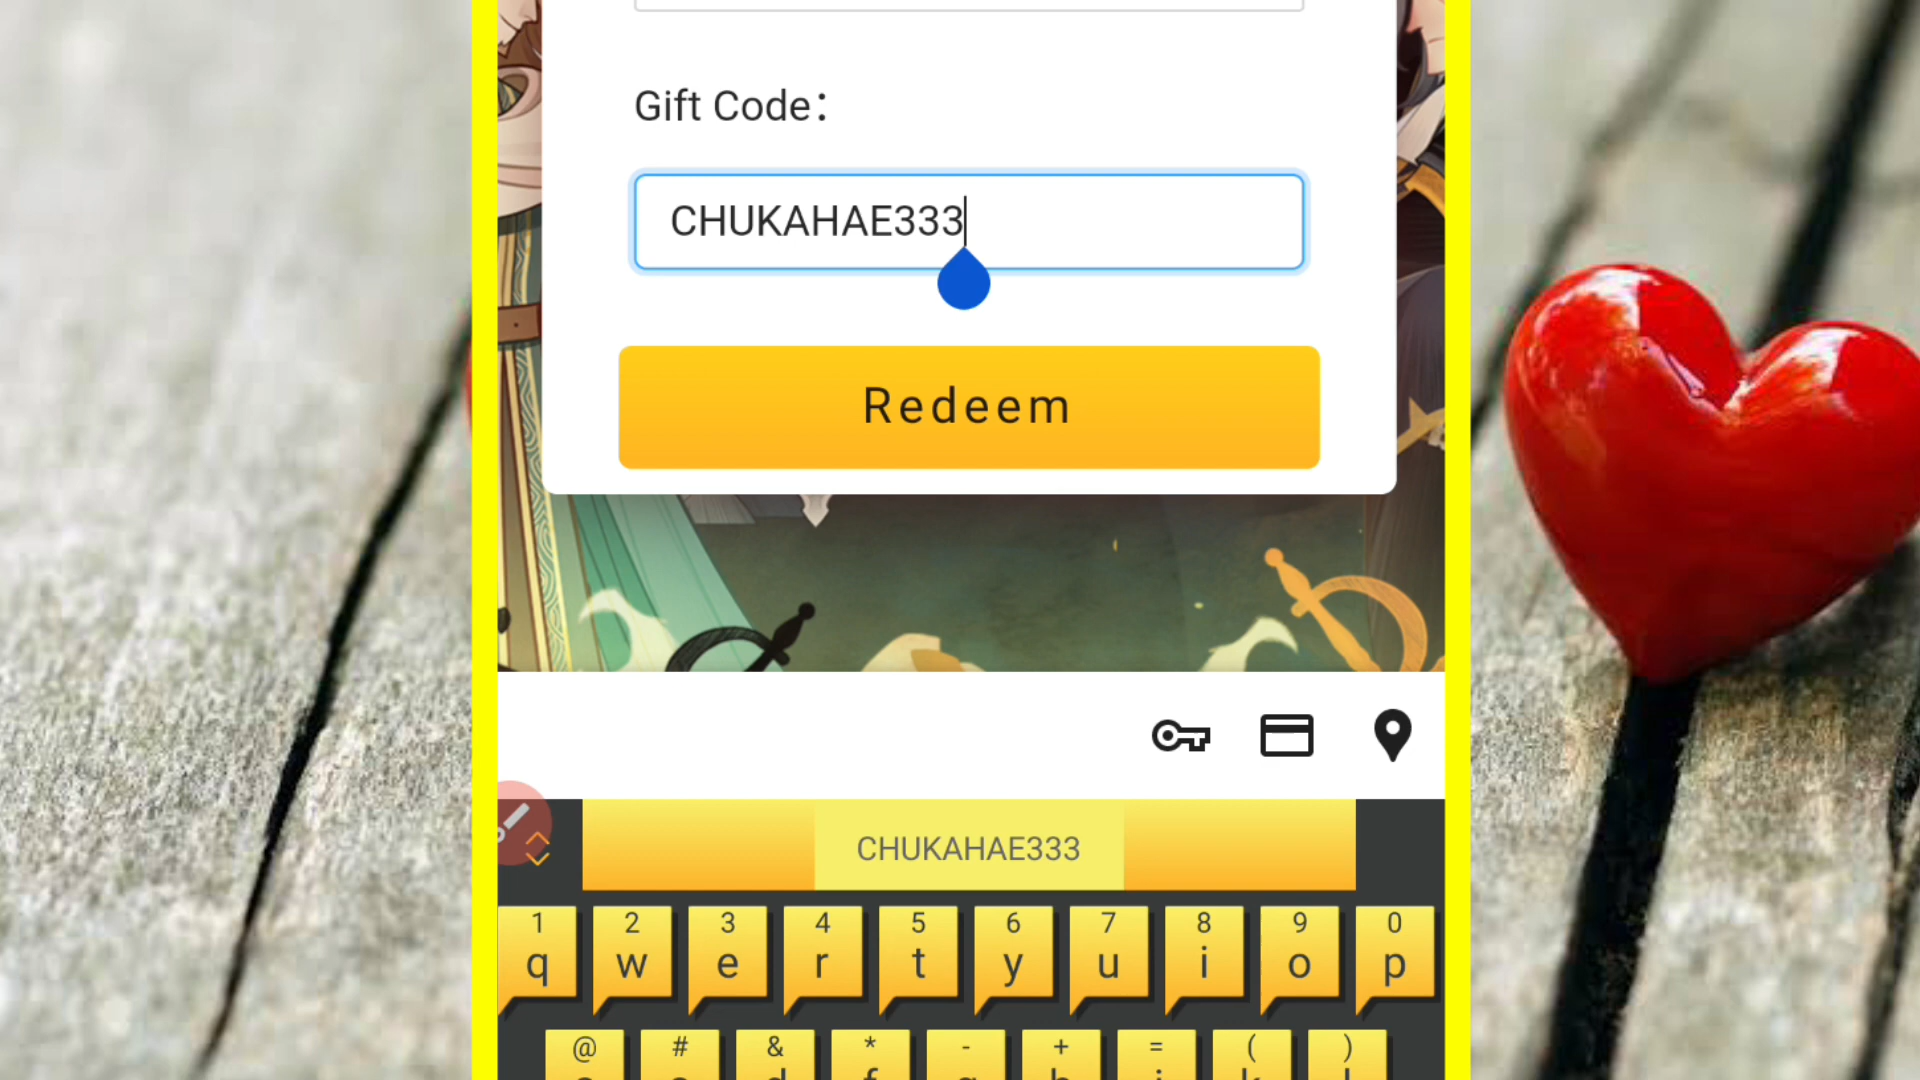 Gift Code:
CHUKAHAE333
Redeem
CHUKAHAE333
1 2 3 4 5 6 7 8 9 0
q w e r t y u i o p
@ # & * - + = ( )